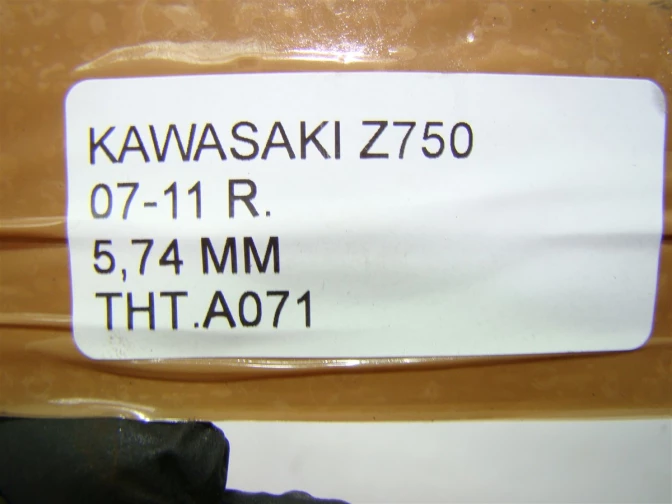 KAWASAKI Z750
07-11 R.
5,74 MM
THT.A071